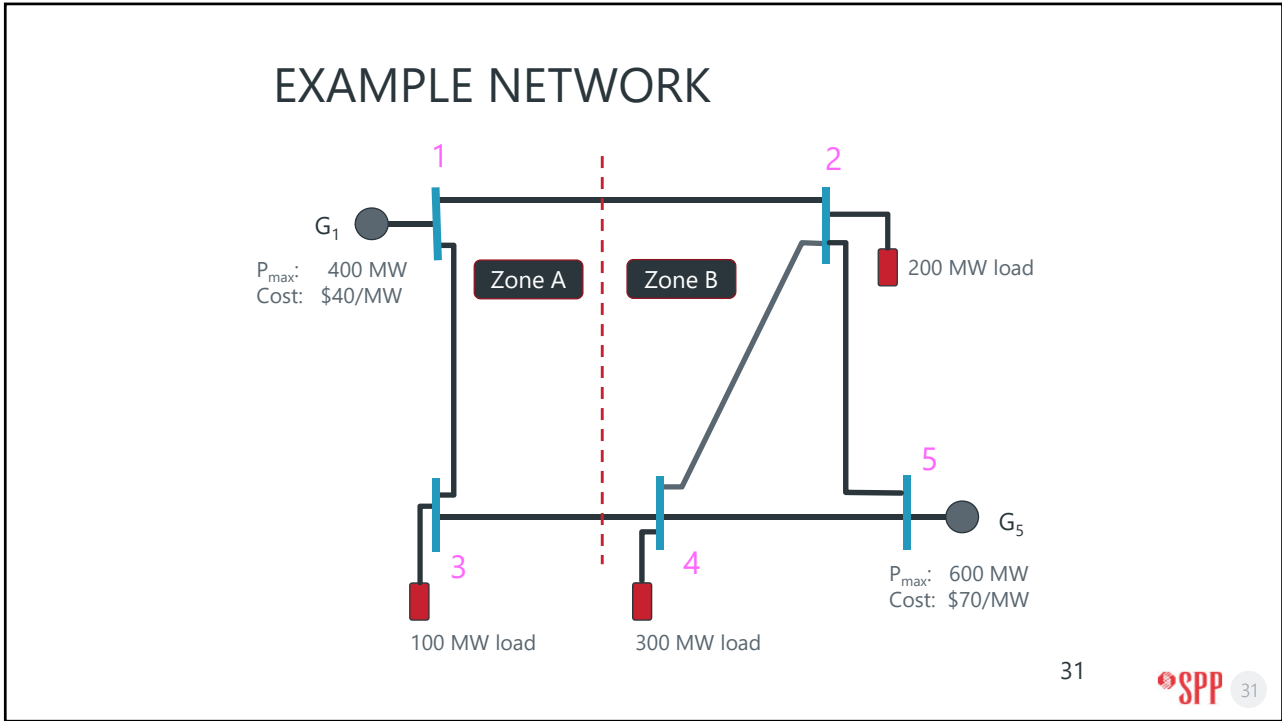 EXAMPLE NETWORK
1
2
G₁
Pmax: 400 MW
Cost: $40/MW
Zone A
Zone B
200 MW load
5
G₅
3
4
Pmax: 600 MW
Cost: $70/MW
100 MW load
300 MW load
31
SPP 31